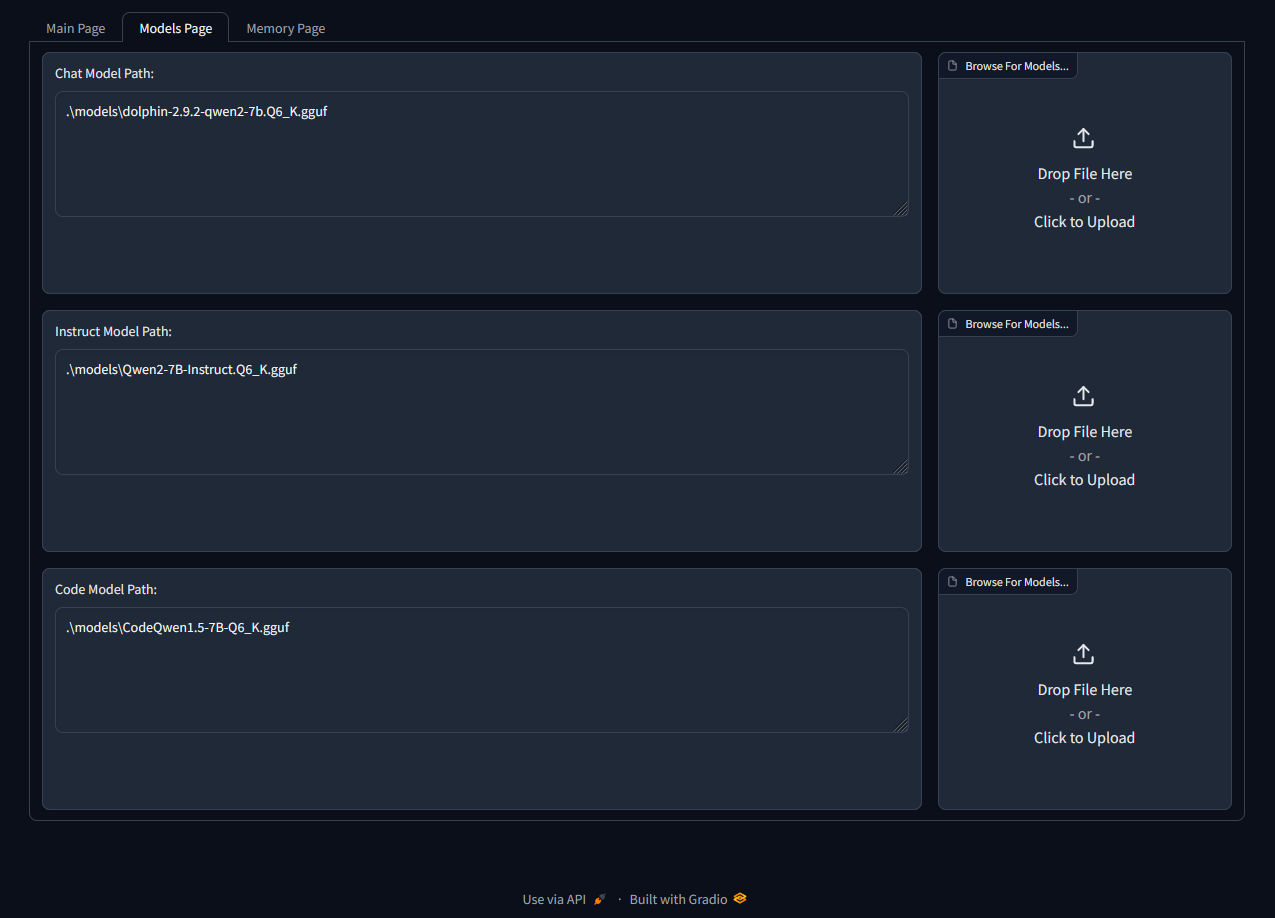 Main Page
Models Page
Memory Page
Chat Model Path:
.\models\dolphin-2.9.2-qwen2-7b.Q6_K.gguf
Browse For Models...
Drop File Here
- or -
Click to Upload
Instruct Model Path:
.\models\Qwen2-7B-Instruct.Q6_K.gguf
Browse For Models...
Drop File Here
- or -
Click to Upload
Code Model Path:
.\models\CodeQwen1.5-7B-Q6_K.gguf
Browse For Models...
Drop File Here
- or -
Click to Upload
Use via API · Built with Gradio